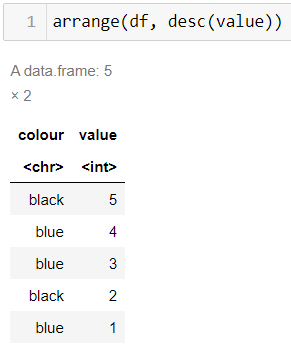 1 arrange(df, desc(value))
A data.frame: 5
× 2
colour value
<chr> <int>
black 5
blue 4
blue 3
black 2
blue 1